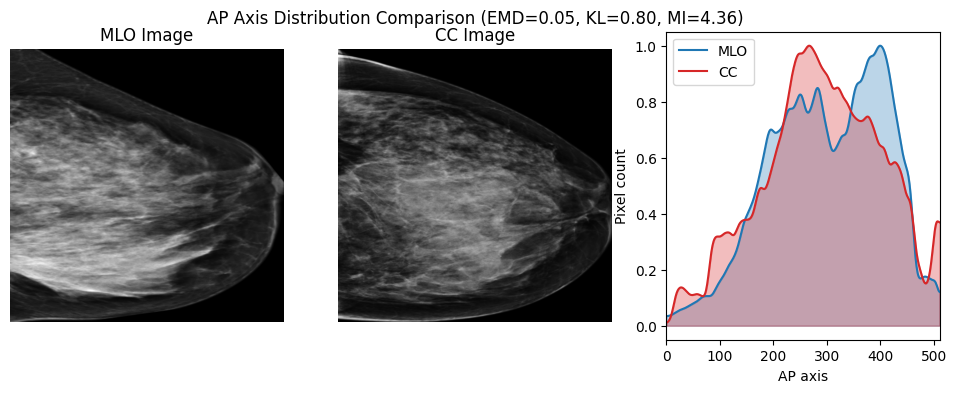 AP Axis Distribution Comparison (EMD=0.05, KL=0.80, MI=4.36)
MLO Image
CC Image
MLO
CC
Pixel count
1.0
0.8
0.6
0.4
0.2
0.0
0 100 200 300 400 500
AP axis